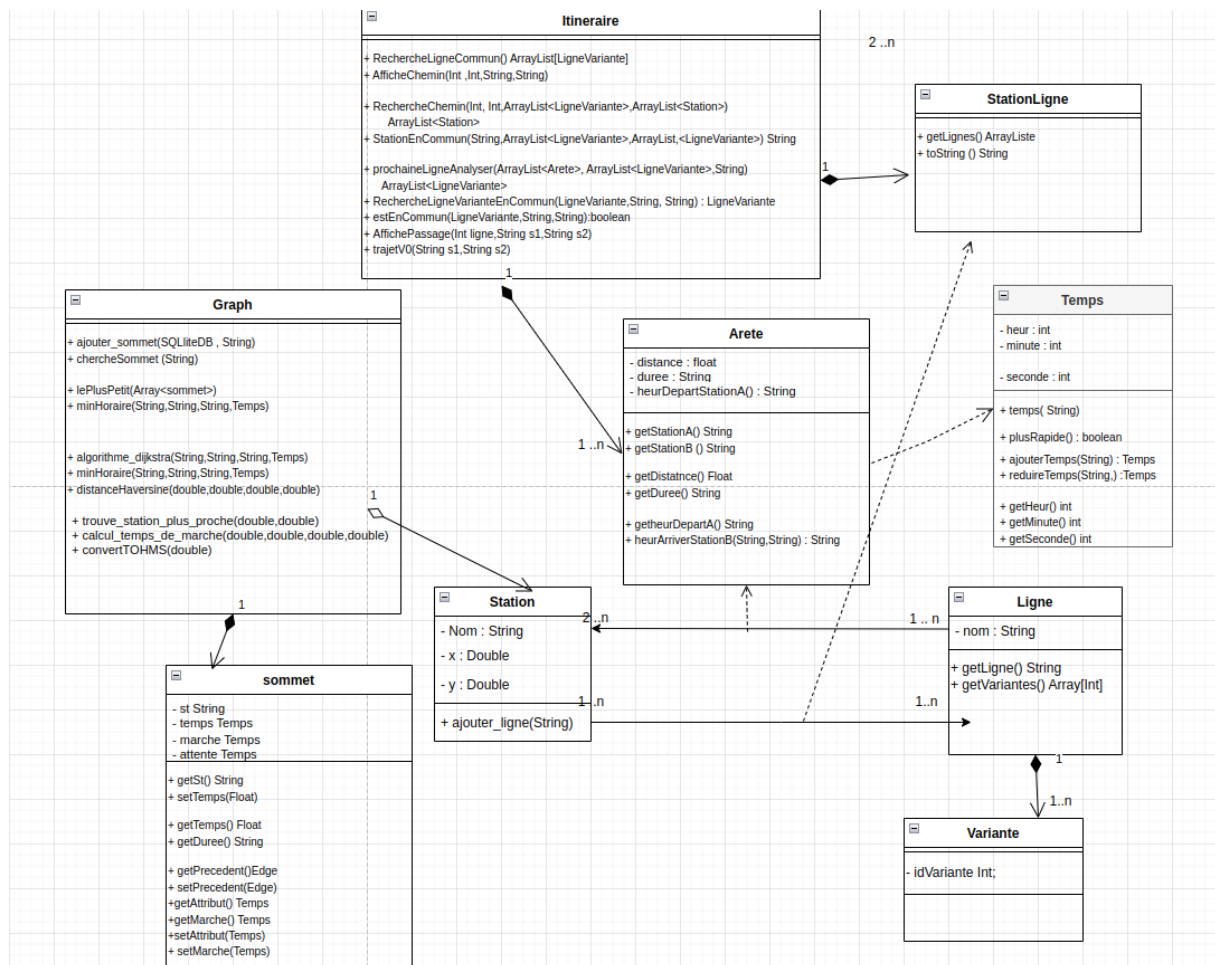 Itineraire
+ RechercheLigneCommun() ArrayList[LigneVariante]
+ AfficheChemin(Int ,Int,String,String)
+ RechercheChemin(Int, Int,ArrayList<LigneVariante>,ArrayList<Station>)
ArrayList<Station>
+ StationEnCommun(String,ArrayList<LigneVariante>,ArrayList,<LigneVariante>) String
+ prochaineLigneAnalyser(ArrayList<Arete>, ArrayList<LigneVariante>,String)
ArrayList<LigneVariante>
+ RechercheLigneVarianteEnCommun(LigneVariante,String, String) : LigneVariante
+ estEnCommun(LigneVariante,String,String):boolean
+ AffichePassage(Int ligne,String s1,String s2)
+ trajetV0(String s1,String s2)
2 ..n
1
1
StationLigne
+ getLignes() ArrayListe
+ toString () String
Graph
+ ajouter_sommet(SQLliteDB , String)
+ chercheSommet (String)
+ lePlusPetit(Array<sommet>)
+ minHoraire(String,String,String,Temps)
+ algorithme_dijkstra(String,String,String,Temps)
+ minHoraire(String,String,String,Temps)
+ distanceHaversine(double,double,double,double)
+ trouve_station_plus_proche(double,double)
+ calcul_temps_de_marche(double,double,double,double)
+ convertTOHMS(double)
1
1
Arete
- distance : float
- duree : String
- heurDepartStationA() : String
+ getStationA() String
+ getStationB () String
+ getDistatnce() Float
+ getDuree() String
+ getheurDepartA() String
+ heurArriverStationB(String,String) : String
1 ..n
Temps
- heur : int
- minute : int
- seconde : int
+ temps( String)
+ plusRapide() : boolean
+ ajouterTemps(String) : Temps
+ reduireTemps(String,) :Temps
+ getHeur() int
+ getMinute() int
+ getSeconde() int
Station
- Nom : String
- x : Double
- y : Double
+ ajouter_ligne(String)
2 ..n
1 .. n
1 ..n
1..n
Ligne
- nom : String
+ getLigne() String
+ getVariantes() Array[Int]
1
1..n
Variante
- idVariante Int;
sommet
- st String
- temps Temps
- marche Temps
- attente Temps
+ getSt() String
+ setTemps(Float)
+ getTemps() Float
+ getDuree() String
+ getPrecedent()Edge
+ setPrecedent(Edge)
+getAttribut() Temps
+getMarche() Temps
+setAttribut(Temps)
+ setMarche(Temps)